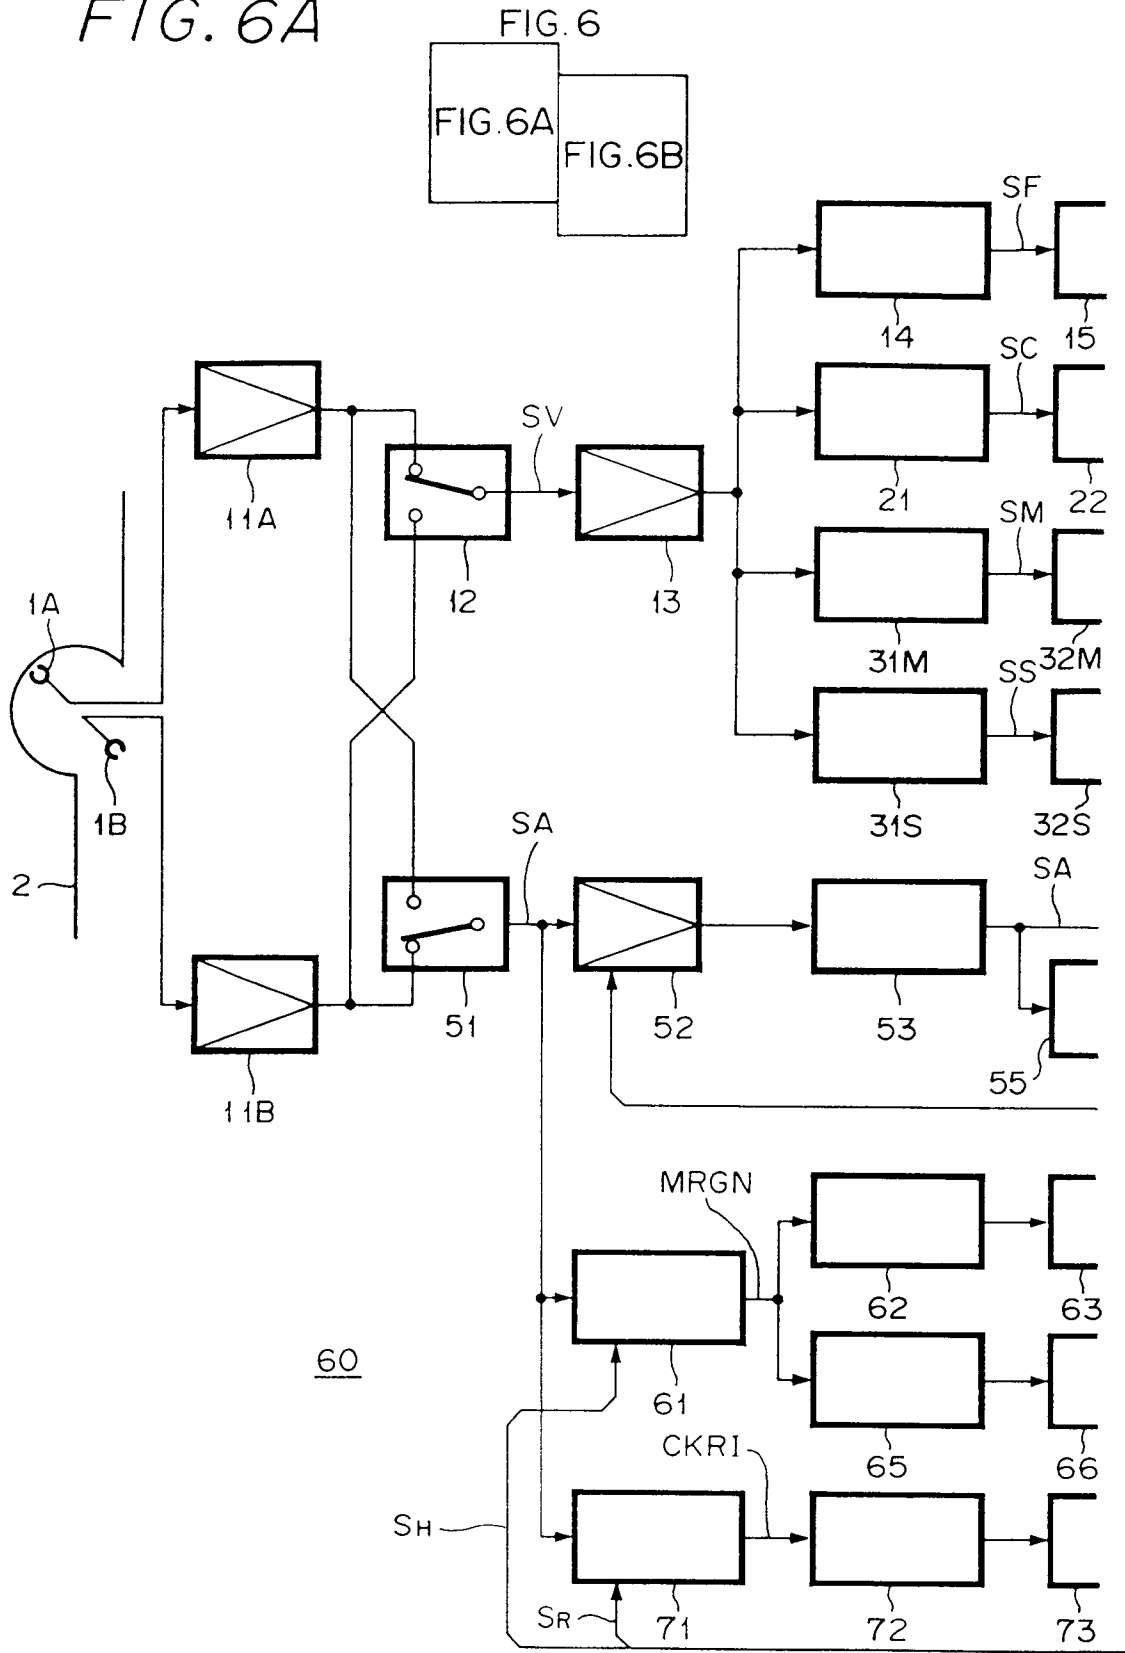 FIG. 6A
FIG. 6
FIG. 6A
FIG. 6B
SF
14
15
SC
11A
SV
21
22
SM
12
13
1A
31M
32M
SS
1B
31S
32S
SA
2
SA
51
52
53
55
11B
MRGN
62
63
60
61
CKRI
65
66
SH
SR
71
72
73